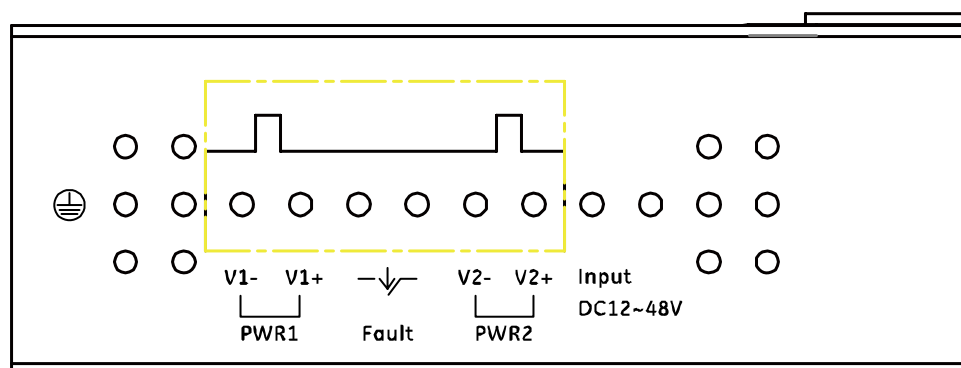 V1- V1+ V2- V2+ Input
DC12~48V
PWR1 Fault PWR2